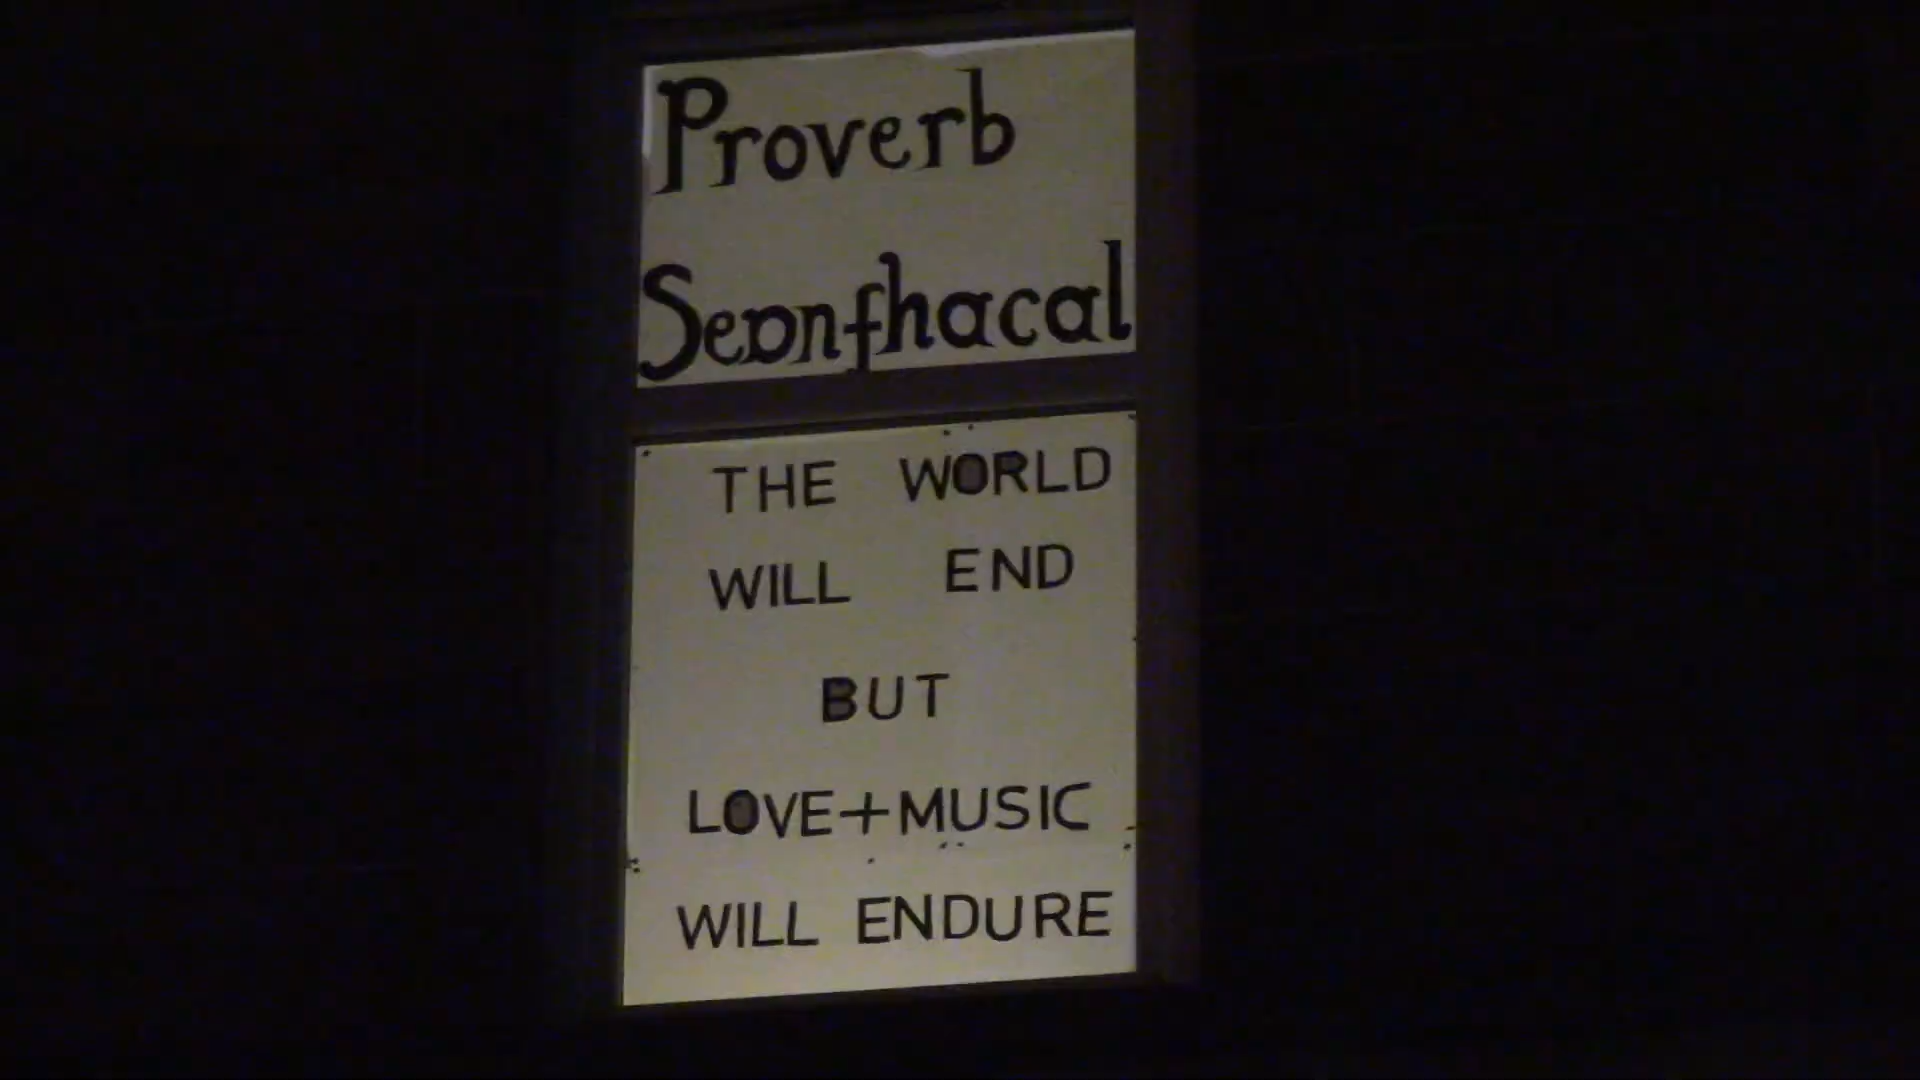 Proverb
Seanfhacal
THE WORLD
WILL END
BUT
LOVE+MUSIC
WILL ENDURE